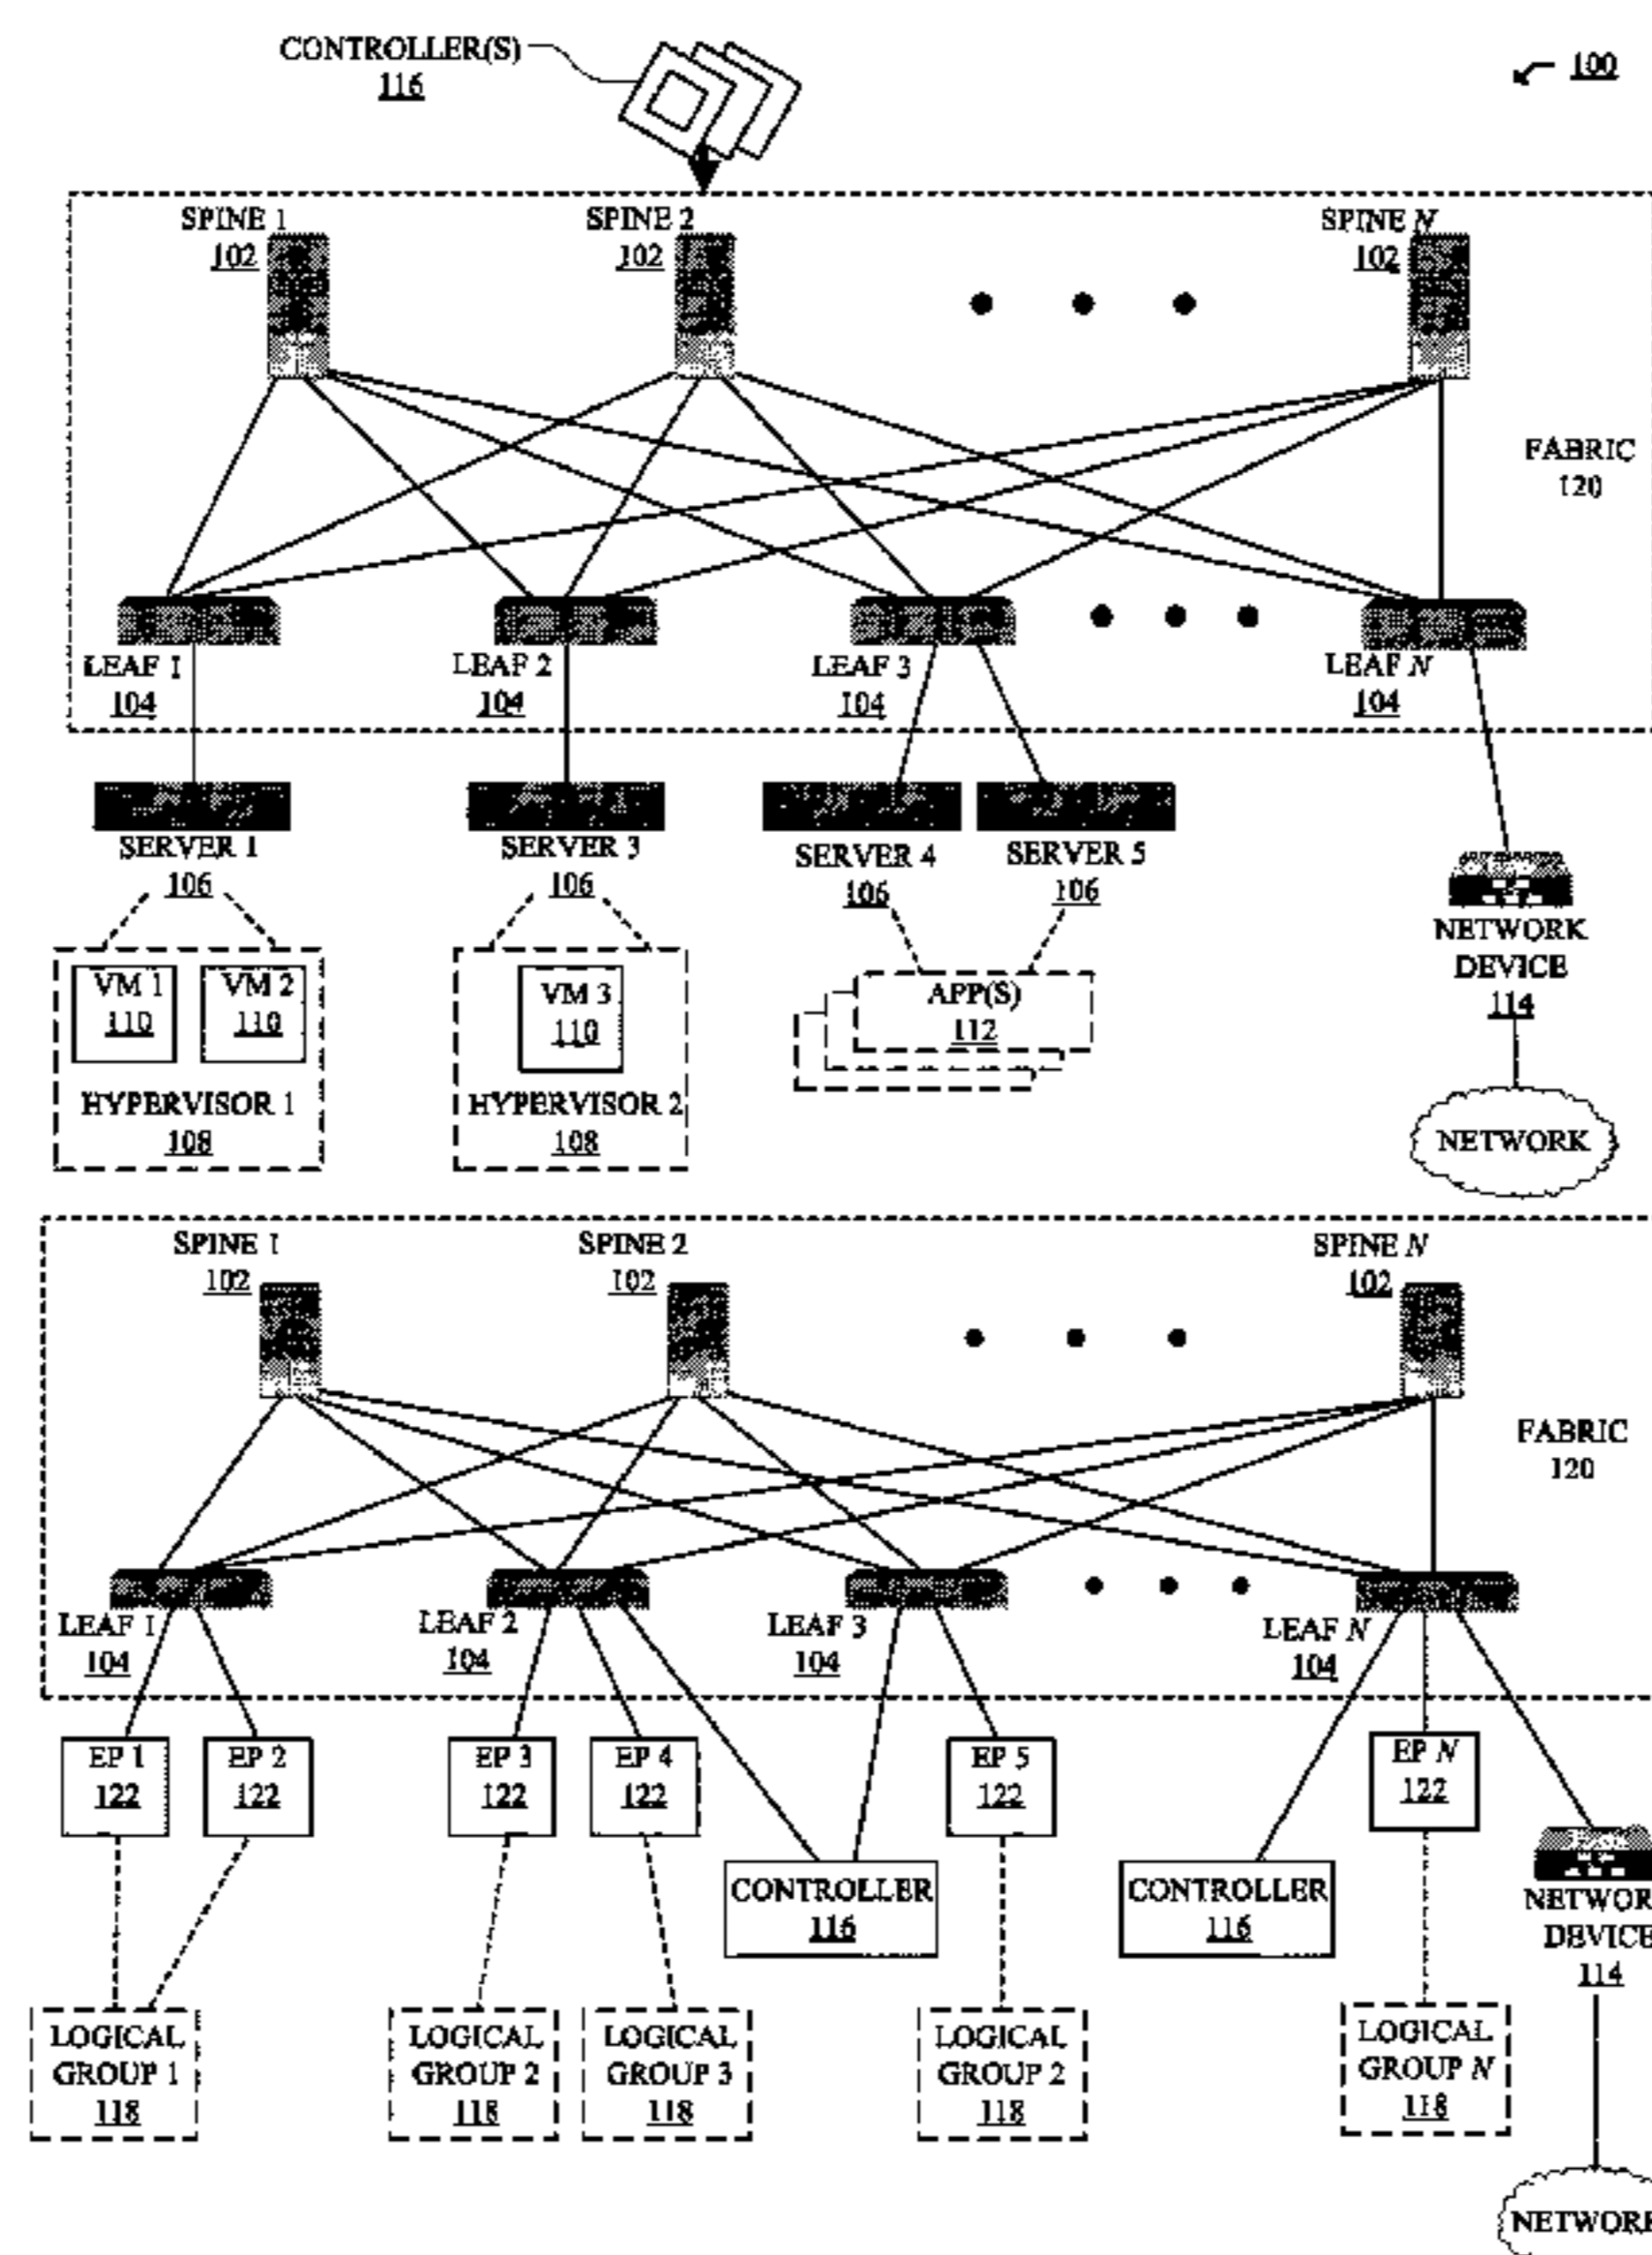 CONTROLLER(S)
116
100
SPINE 1
102
SPINE 2
102
SPINE N
102
FABRIC
120
LEAF 1
104
LEAF 2
104
LEAF 3
104
LEAF N
104
SERVER 1
106
SERVER 3
106
SERVER 4
106
SERVER 5
106
NETWORK
DEVICE
114
VM 1
110
VM 2
110
HYPERVISOR 1
108
VM 3
110
HYPERVISOR 2
108
APP(S)
112
NETWORK
SPINE 1
102
SPINE 2
102
SPINE N
102
FABRIC
120
LEAF 1
104
LEAF 2
104
LEAF 3
104
LEAF N
104
EP 1
122
EP 2
122
EP 3
122
EP 4
122
EP 5
122
EP N
122
CONTROLLER
116
CONTROLLER
116
NETWOR
DEVICE
114
LOGICAL
GROUP 1
118
LOGICAL
GROUP 2
118
LOGICAL
GROUP 3
118
LOGICAL
GROUP 2
118
LOGICAL
GROUP N
118
NETWORK